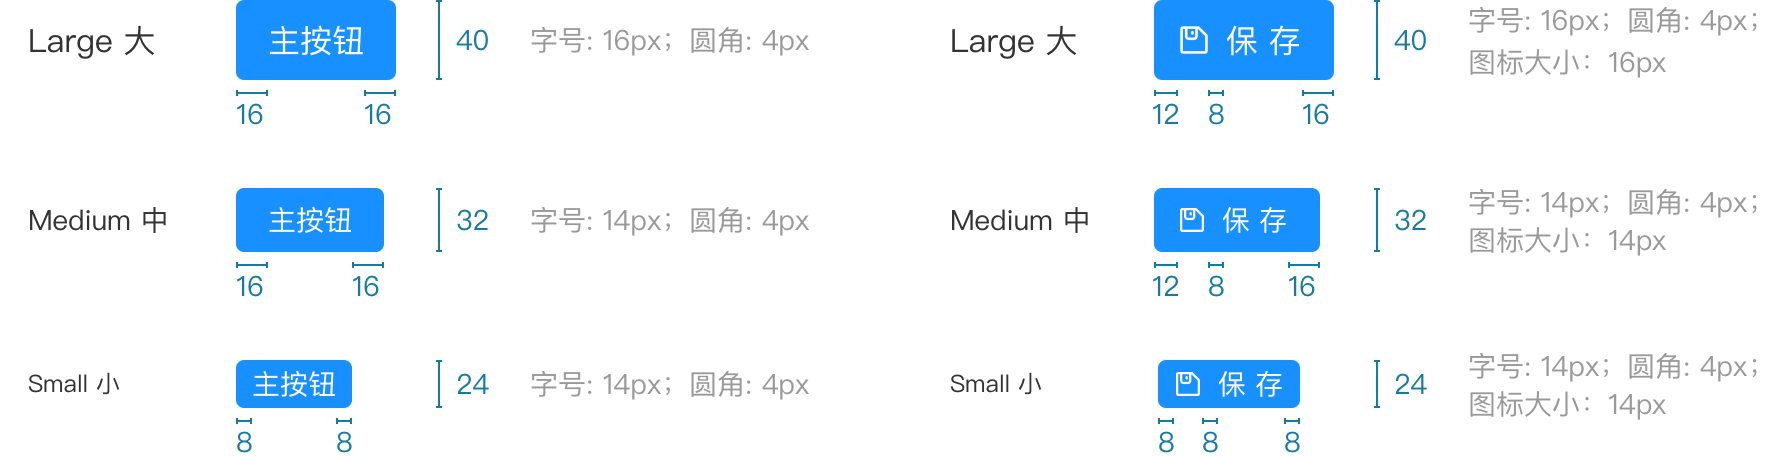 Large 大
主按钮
40
字号: 16px；圆角: 4px
16
16
Large 大
保 存
40
字号: 16px；圆角: 4px；
图标大小：16px
12
8
16
Medium 中
主按钮
32
字号: 14px；圆角: 4px
16
16
Medium 中
保 存
32
字号: 14px；圆角: 4px；
图标大小：14px
12
8
16
Small 小
主按钮
24
字号: 14px；圆角: 4px
8
8
Small 小
保 存
24
字号: 14px；圆角: 4px；
图标大小：14px
8
8
8